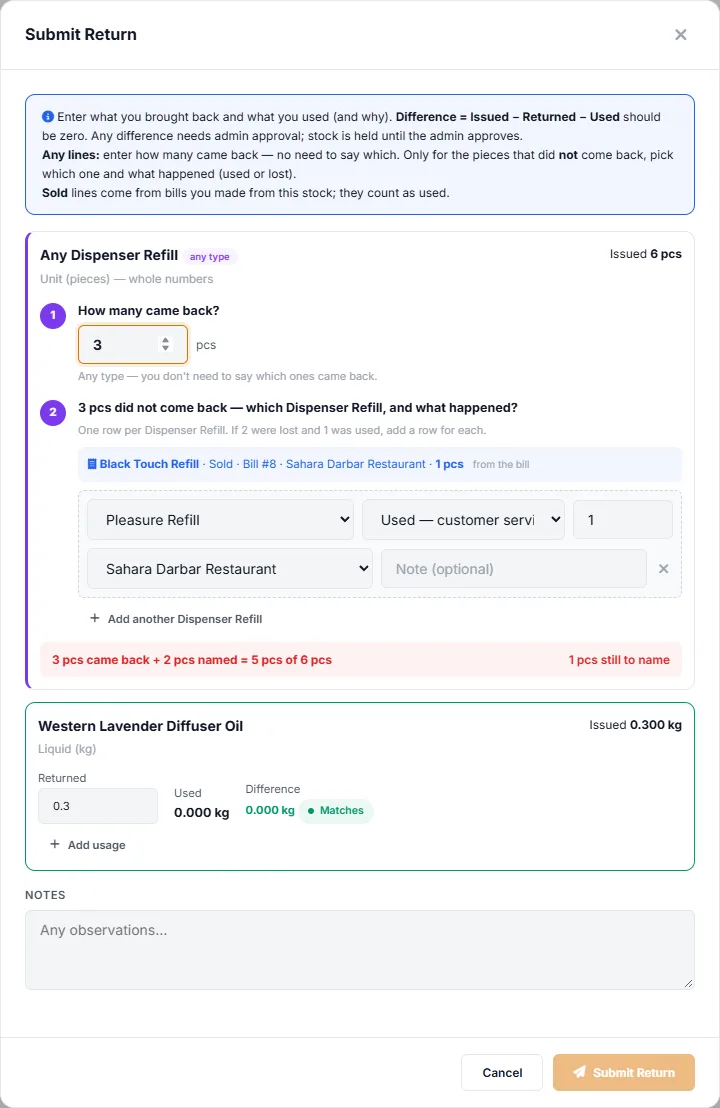 Submit Return
Enter what you brought back and what you used (and why). Difference = Issued − Returned − Used should
be zero. Any difference needs admin approval; stock is held until the admin approves.
Any lines: enter how many came back — no need to say which. Only for the pieces that did not come back, pick
which one and what happened (used or lost).
Sold lines come from bills you made from this stock; they count as used.
Any Dispenser Refill any type Issued 6 pcs
Unit (pieces) — whole numbers
1 How many came back?
3 pcs
Any type — you don't need to say which ones came back.
2 3 pcs did not come back — which Dispenser Refill, and what happened?
One row per Dispenser Refill. If 2 were lost and 1 was used, add a row for each.
Black Touch Refill · Sold · Bill #8 · Sahara Darbar Restaurant · 1 pcs from the bill
Pleasure Refill Used — customer servi 1
Sahara Darbar Restaurant Note (optional)
+ Add another Dispenser Refill
3 pcs came back + 2 pcs named = 5 pcs of 6 pcs 1 pcs still to name
Western Lavender Diffuser Oil Issued 0.300 kg
Liquid (kg)
Returned Used Difference
0.3 0.000 kg 0.000 kg Matches
+ Add usage
NOTES
Any observations...
Cancel Submit Return